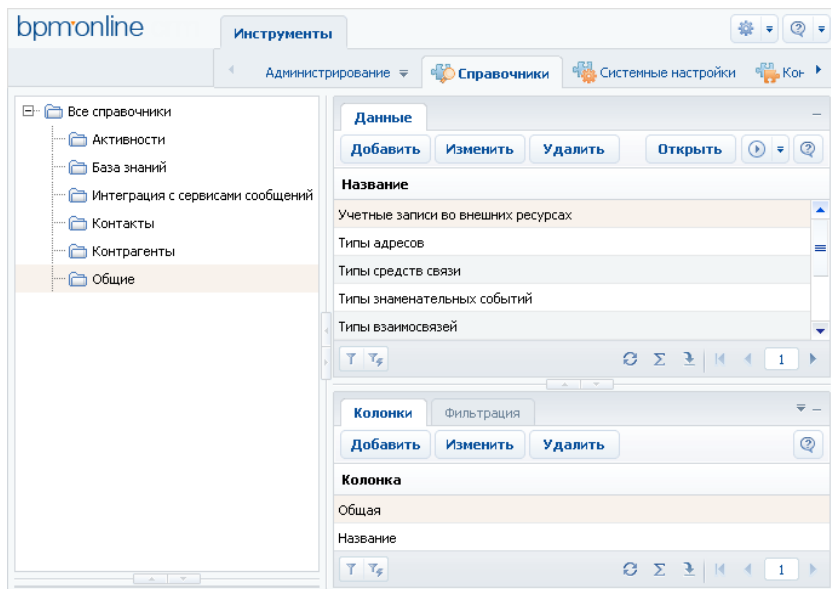 bpm'online
Инструменты
Администрирование
Справочники
Системные настройки
Кон
Все справочники
Активности
База знаний
Интеграция с сервисами сообщений
Контакты
Контрагенты
Общие
Данные
Добавить
Изменить
Удалить
Открыть
Название
Учетные записи во внешних ресурсах
Типы адресов
Типы средств связи
Типы знаменательных событий
Типы взаимосвязей
1
Колонки
Фильтрация
Добавить
Изменить
Удалить
Колонка
Общая
Название
1